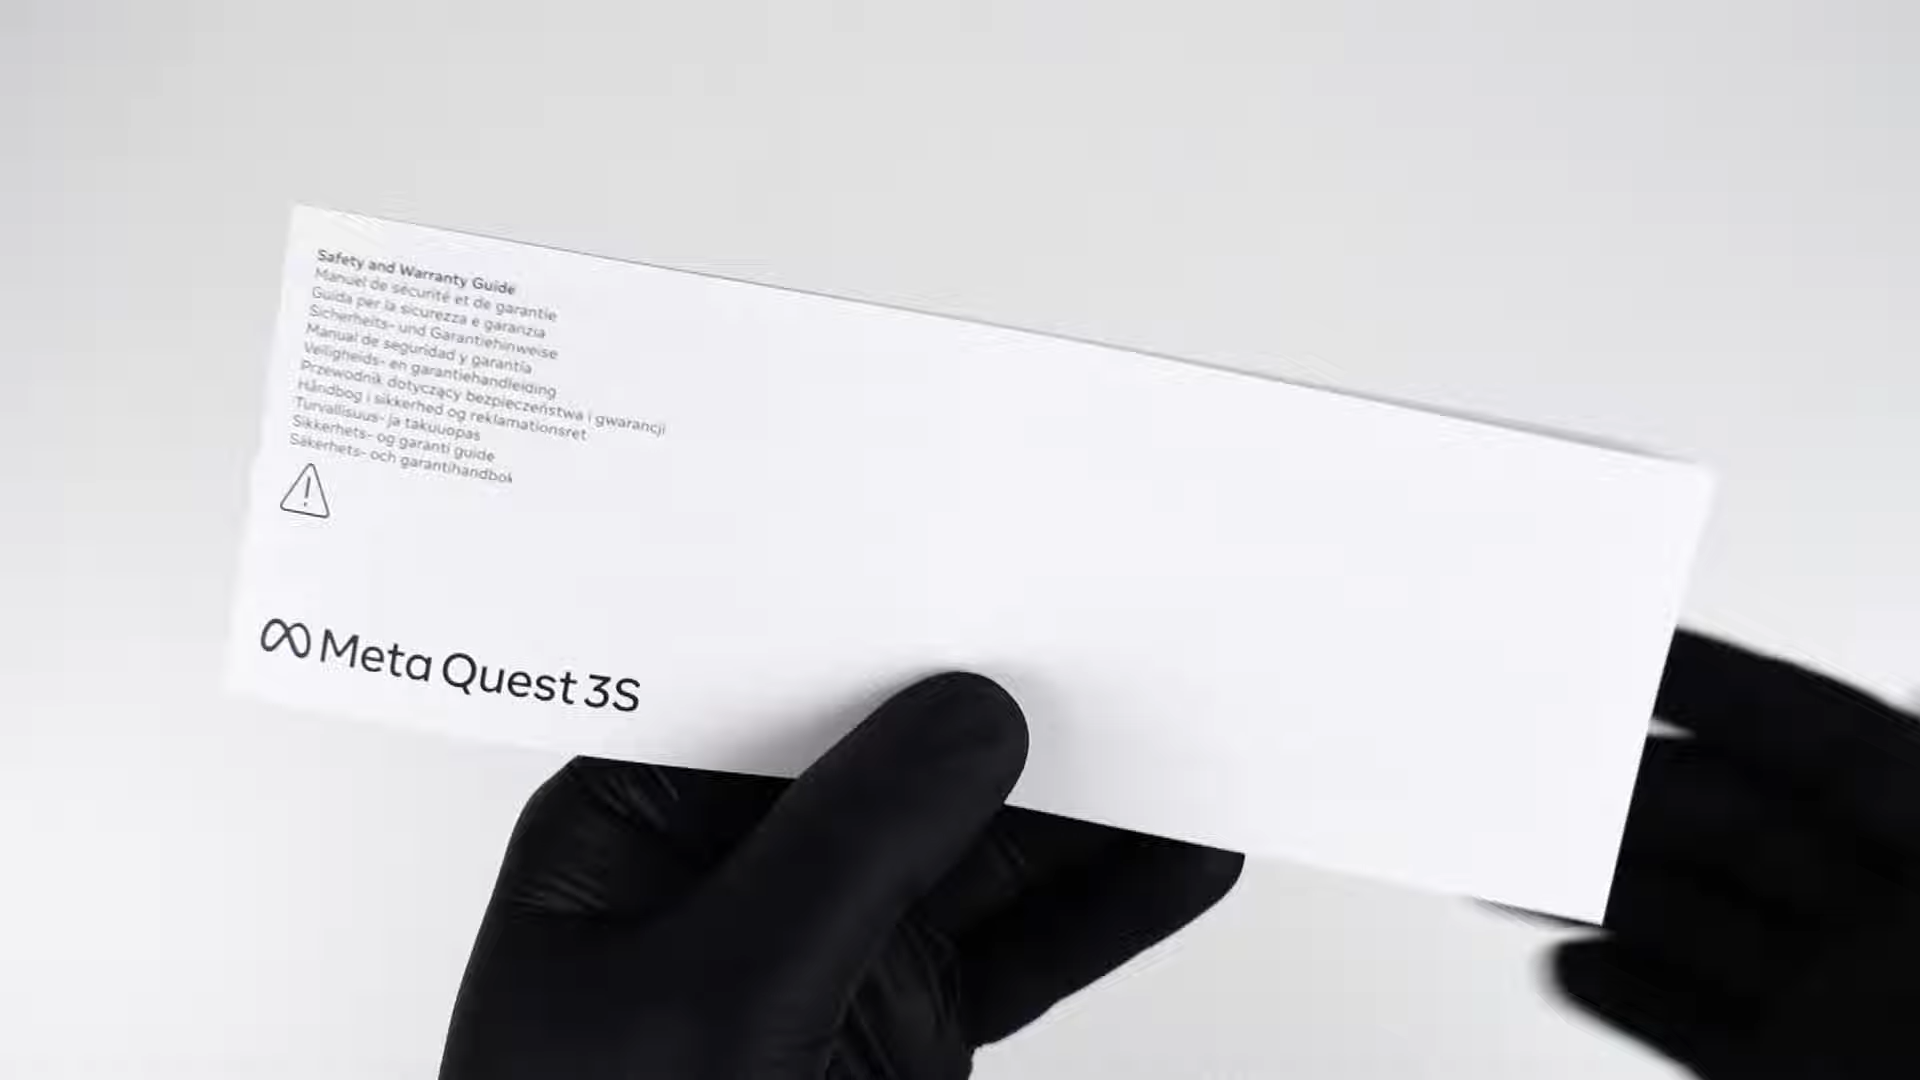 Safety and Warranty Guide
Manuel de sécurité et de garantie
Guida per la sicurezza e garanzia
Sicherheits- und Garantiehinweise
Manual de seguridad y garantía
Veiligheids- en garantiehandleiding
Przewodnik dotyczący bezpieczeństwa i gwarancji
Håndbog i sikkerhed og reklamationsret
Turvallisuus- ja takuuopas
Sikkerhets- og garanti guide
Säkerhets- och garantihandbok
Meta Quest 3S